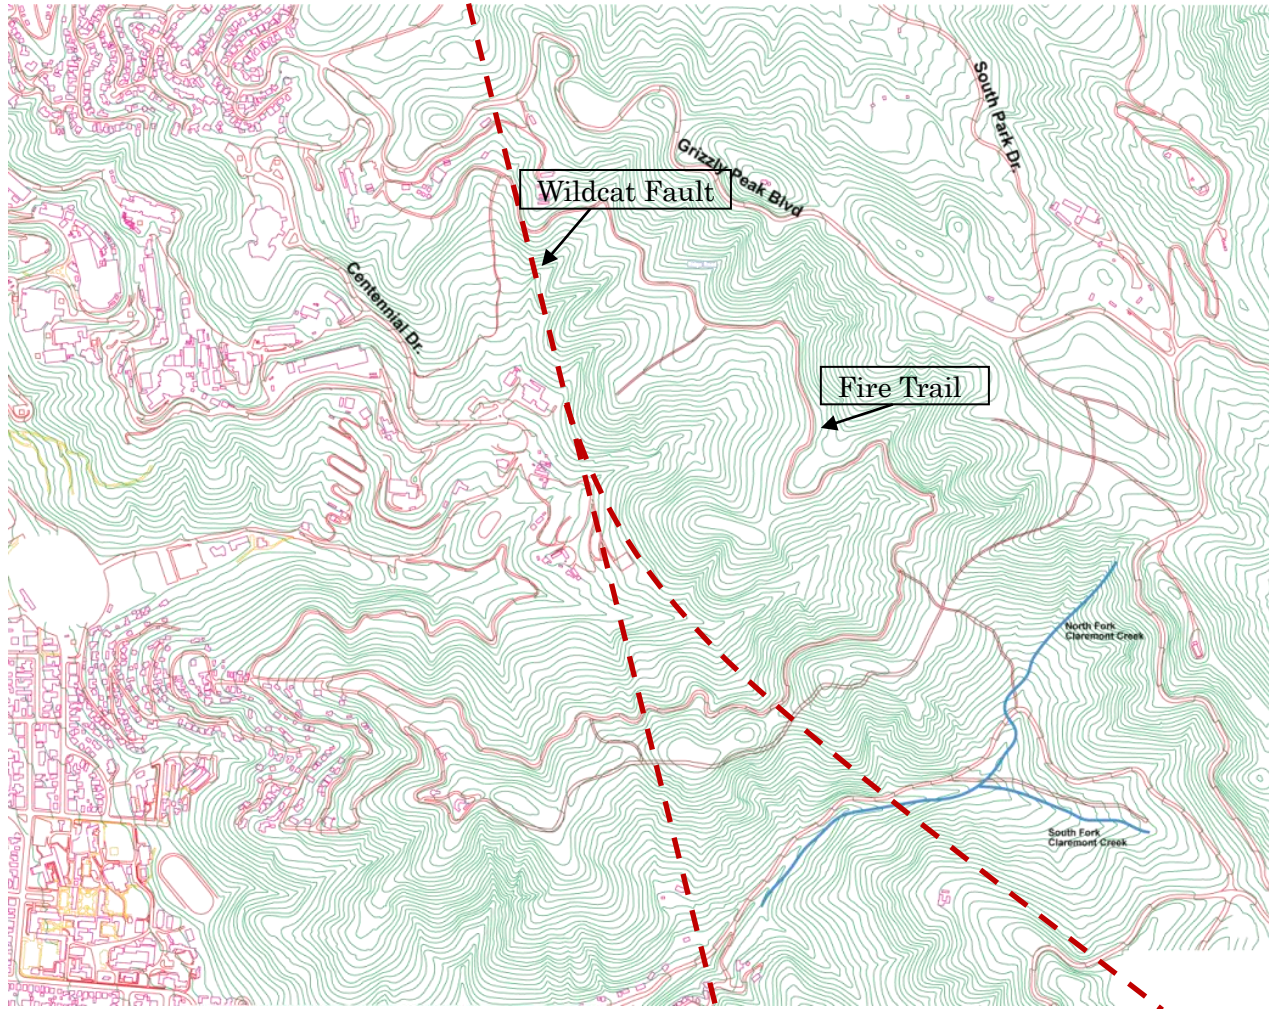 South Park Dr.
Grizzly Peak Blvd
Wildcat Fault
Centennial Dr.
Fire Trail
North Fork
Claremont Creek
South Fork
Claremont Creek